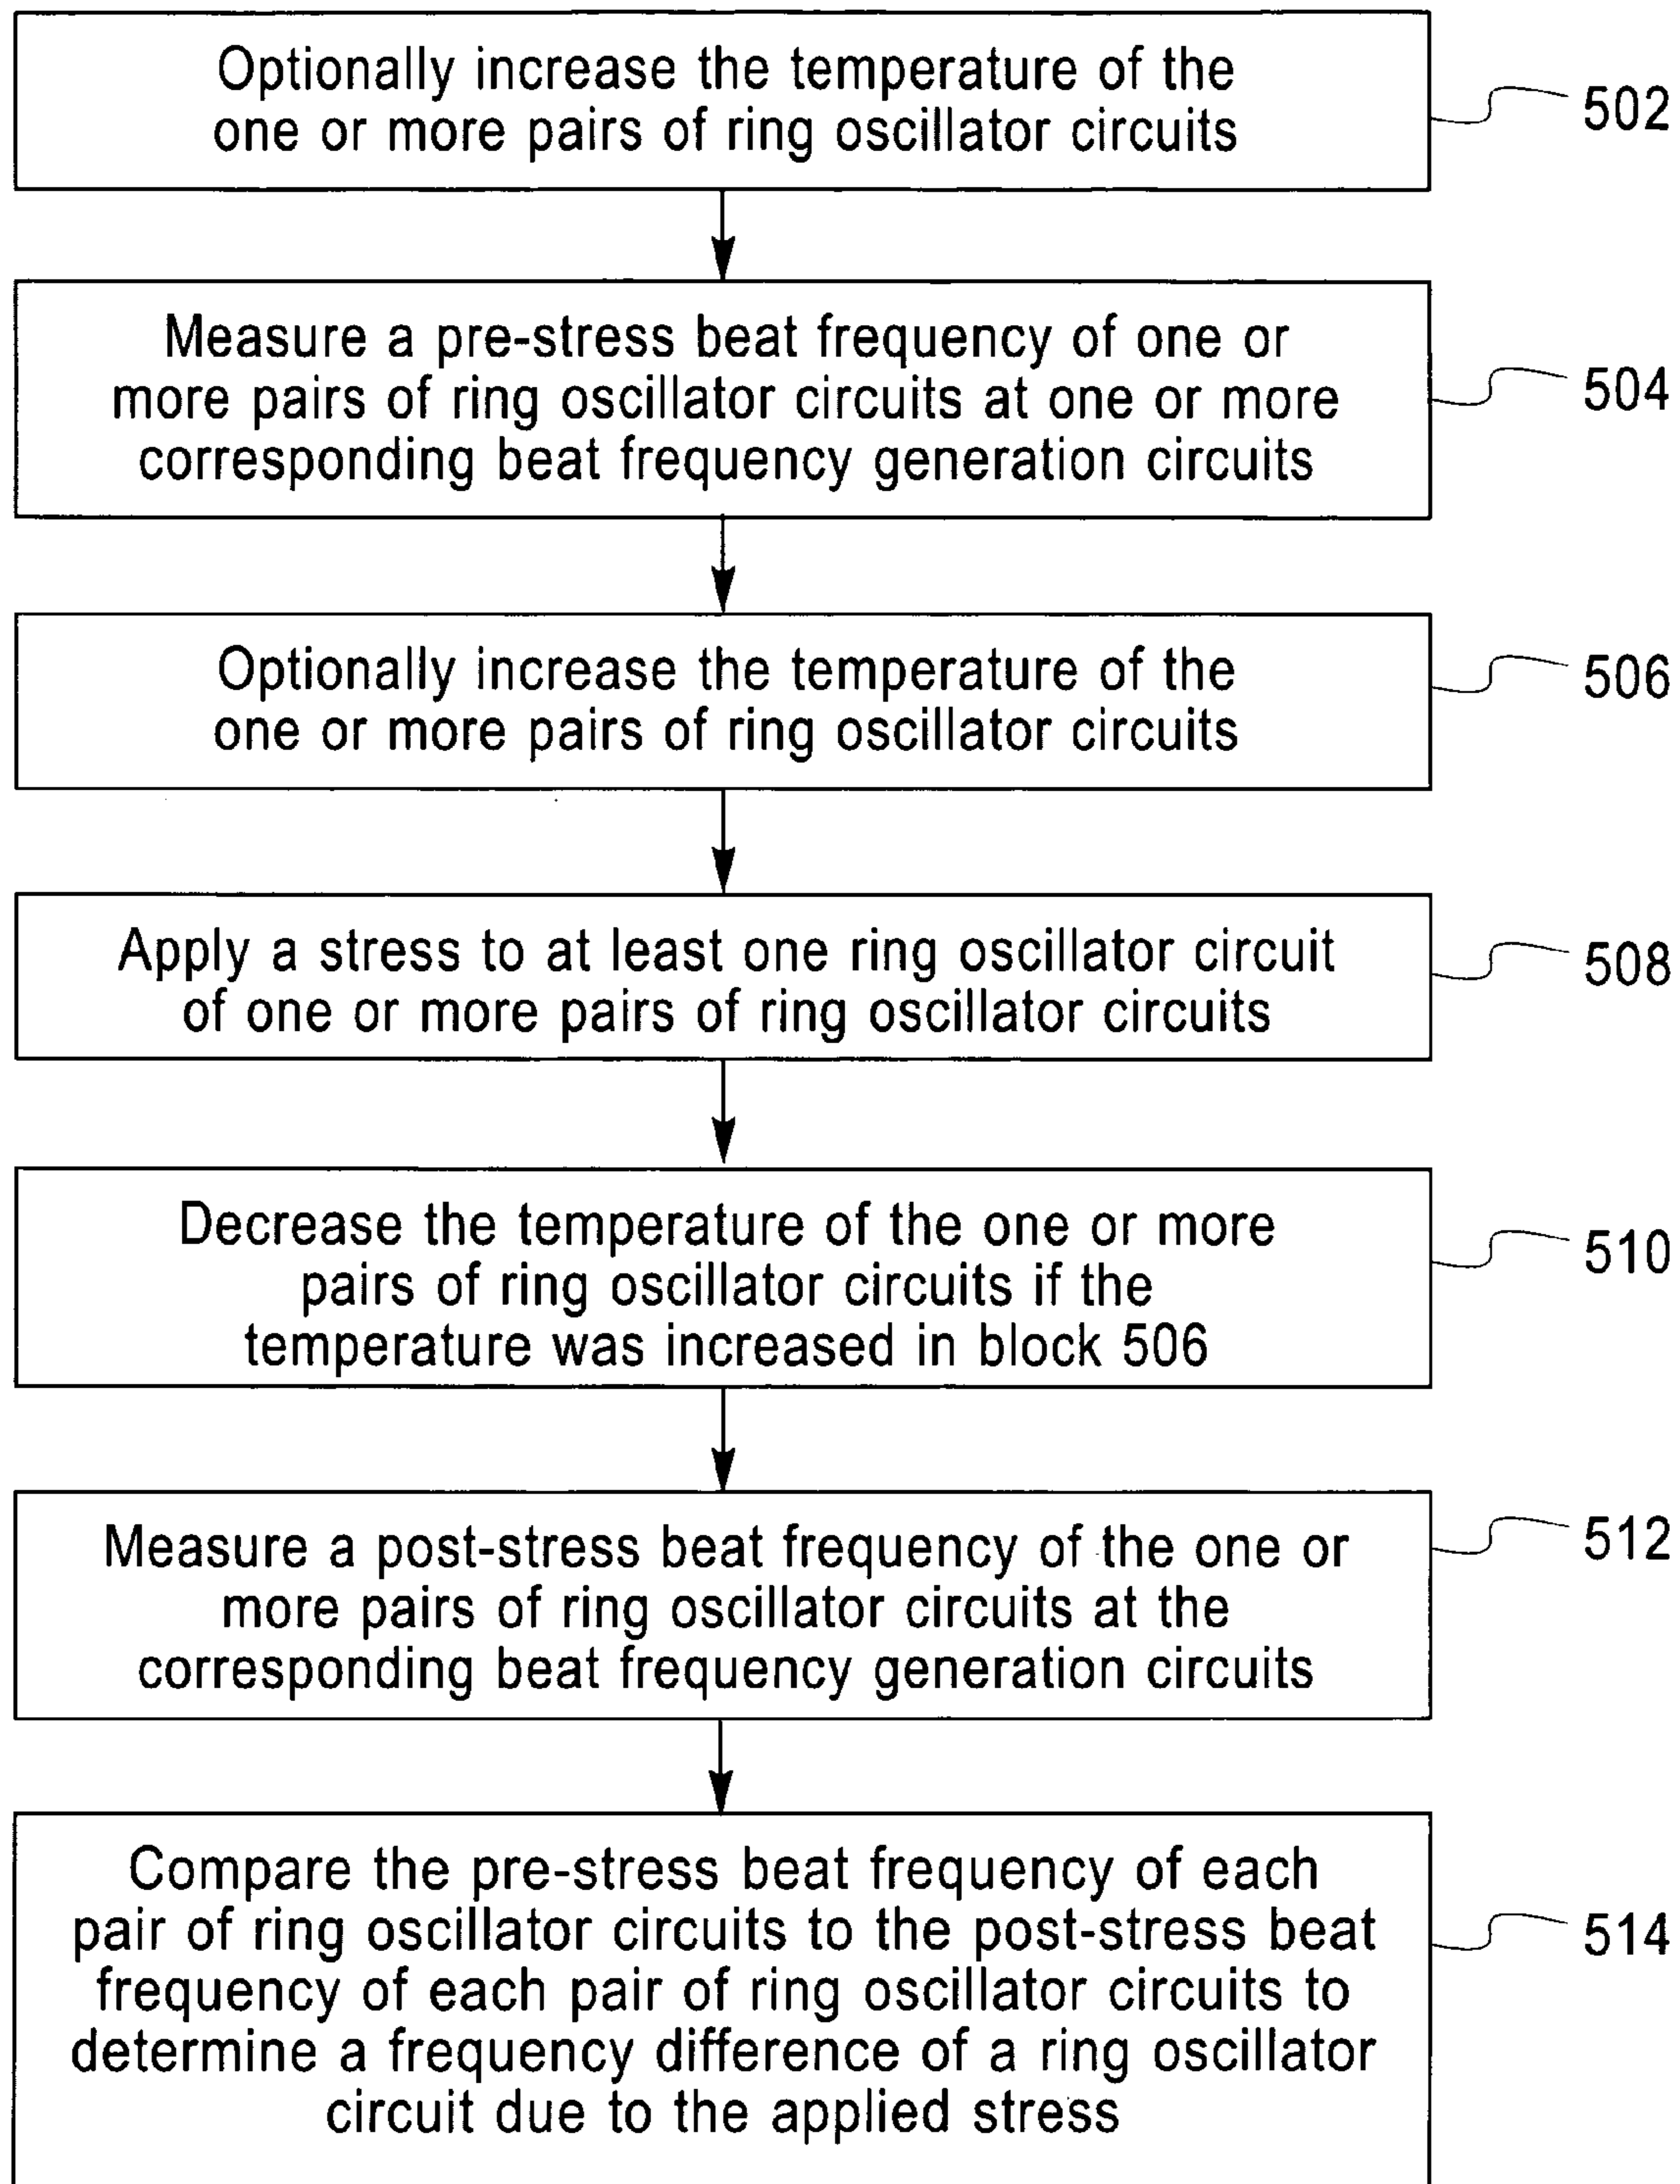 Optionally increase the temperature of the
one or more pairs of ring oscillator circuits
502
Measure a pre-stress beat frequency of one or
more pairs of ring oscillator circuits at one or more
corresponding beat frequency generation circuits
504
Optionally increase the temperature of the
one or more pairs of ring oscillator circuits
506
Apply a stress to at least one ring oscillator circuit
of one or more pairs of ring oscillator circuits
508
Decrease the temperature of the one or more
pairs of ring oscillator circuits if the
temperature was increased in block 506
510
Measure a post-stress beat frequency of the one or
more pairs of ring oscillator circuits at the
corresponding beat frequency generation circuits
512
Compare the pre-stress beat frequency of each
pair of ring oscillator circuits to the post-stress beat
frequency of each pair of ring oscillator circuits to
determine a frequency difference of a ring oscillator
circuit due to the applied stress
514